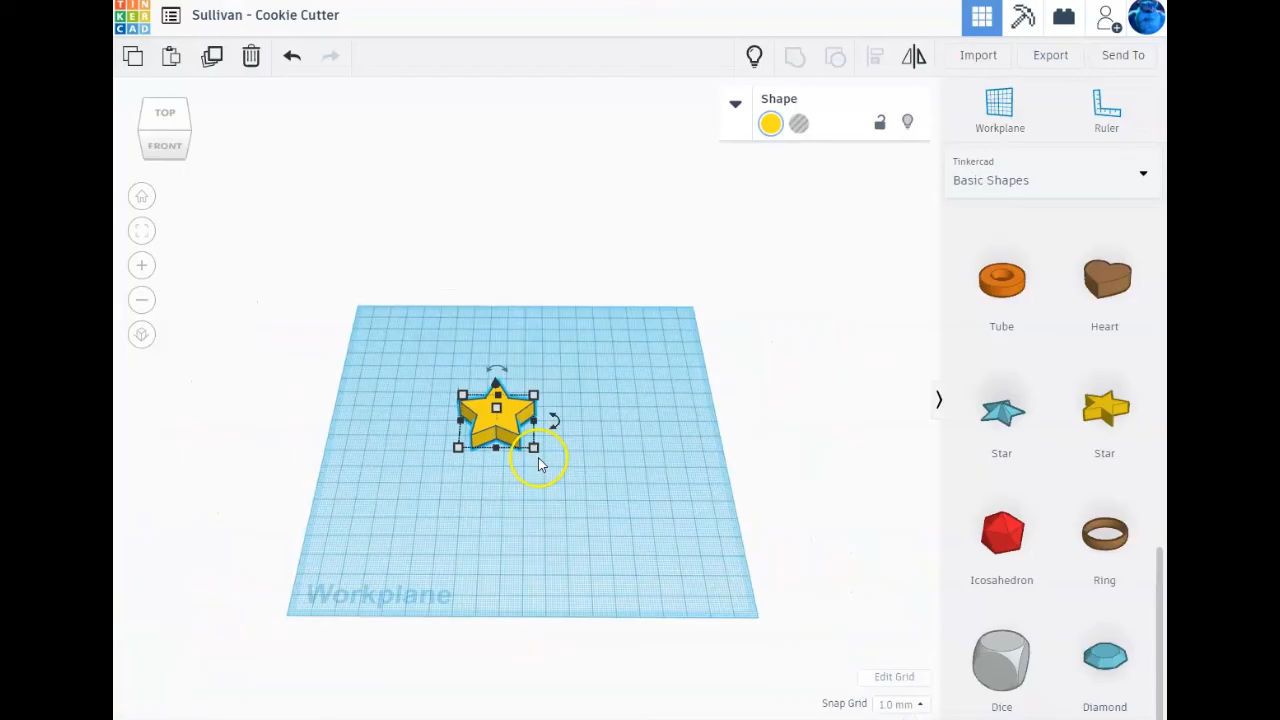 TIN
KER
CAD
Sullivan - Cookie Cutter
Import
Export
Send To
TOP
FRONT
Shape
Workplane
Ruler
Tinkercad
Basic Shapes
Tube
Heart
Star
Star
Icosahedron
Ring
Dice
Diamond
Workplane
Edit Grid
Snap Grid
1.0 mm